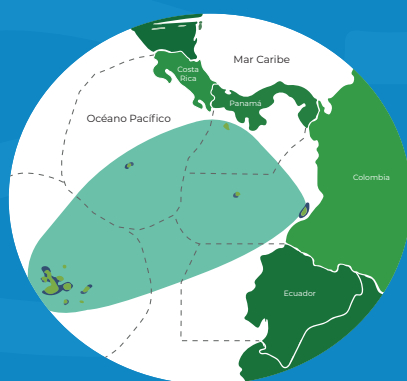 Mar Caribe
Costa
Rica
Panamá
Océano Pacífico
Colombia
Ecuador